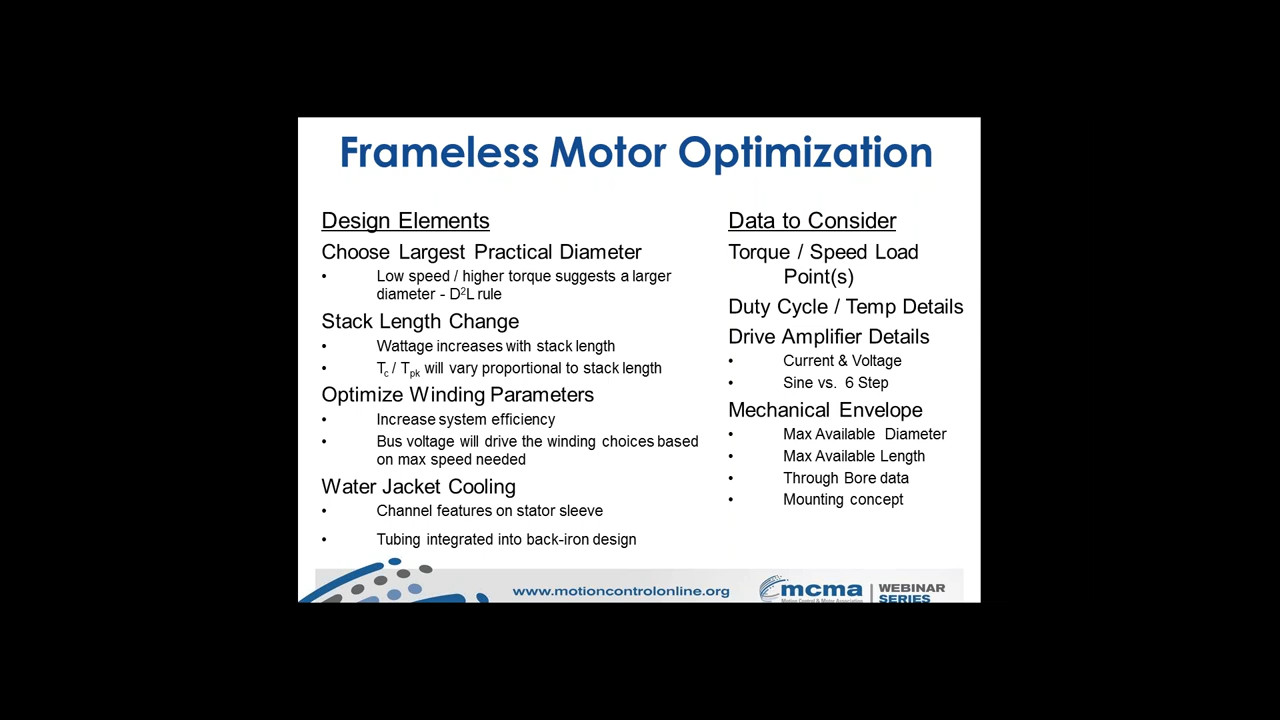 Frameless Motor Optimization
Design Elements
Choose Largest Practical Diameter
• Low speed / higher torque suggests a larger
diameter - D²L rule
Stack Length Change
• Wattage increases with stack length
• Tc / Tpk will vary proportional to stack length
Optimize Winding Parameters
• Increase system efficiency
• Bus voltage will drive the winding choices based
on max speed needed
Water Jacket Cooling
• Channel features on stator sleeve
• Tubing integrated into back-iron design
Data to Consider
Torque / Speed Load
Point(s)
Duty Cycle / Temp Details
Drive Amplifier Details
• Current & Voltage
• Sine vs. 6 Step
Mechanical Envelope
• Max Available Diameter
• Max Available Length
• Through Bore data
• Mounting concept
www.motioncontrolonline.org
mcma
Motion Control & Motor Association
WEBINAR
SERIES